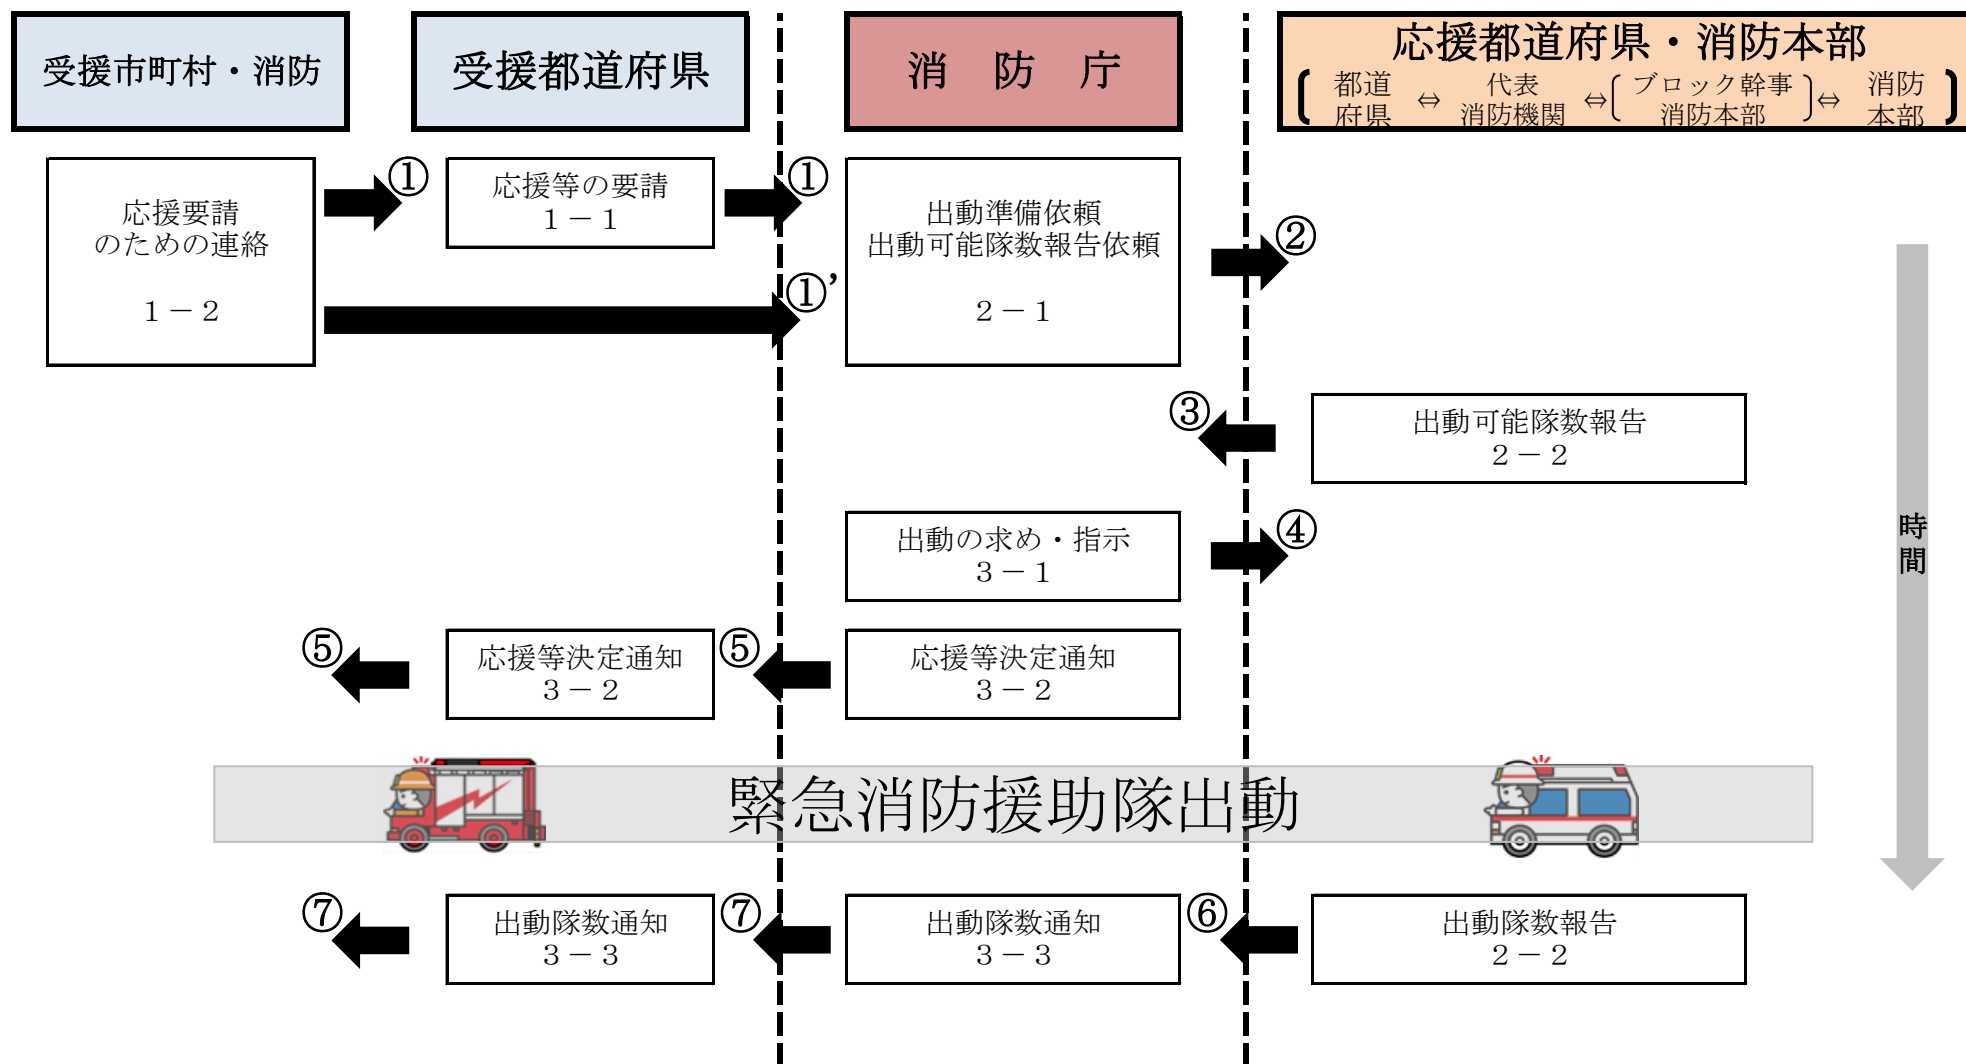 受援市町村・消防
受援都道府県
消　防　庁
応援都道府県・消防本部
都道
府県
⇔
代表
消防機関
⇔
ブロック幹事
消防本部
⇔
消防
本部
応援要請
のための連絡
１－２
①
応援等の要請
１－１
①
①’
出動準備依頼
出動可能隊数報告依頼
２－１
②
③
出動可能隊数報告
２－２
出動の求め・指示
３－１
④
時
間
⑤
応援等決定通知
３－２
⑤
応援等決定通知
３－２
緊急消防援助隊出動
⑦
出動隊数通知
３－３
⑦
出動隊数通知
３－３
⑥
出動隊数報告
２－２